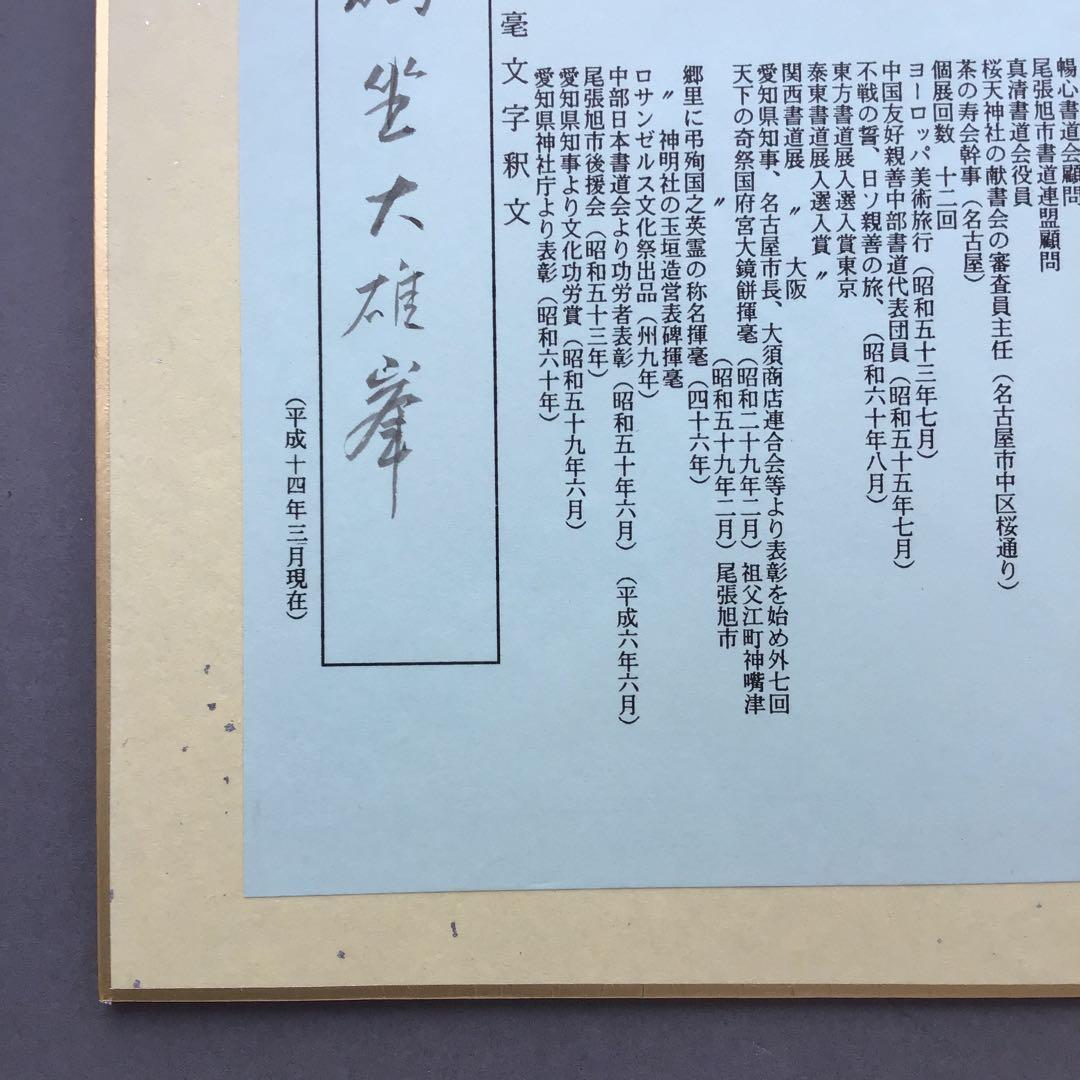 暢心書道会顧問
尾張旭市書道連盟顧問
真清書道会役員
桜天神社の献書会の審査員主任（名古屋市中区桜通り）
茶の寿会幹事（名古屋）
個展回数　十二回
ヨーロッパ美術旅行（昭和五十三年七月）
中国友好親善中部書道代表団員（昭和五十五年七月）
不戦の誓、日ソ親善の旅、（昭和六十年八月）
東方書道展入選入賞東京
泰東書道展入選入賞〃
関西書道展　〃　大阪
愛知県知事、名古屋市長、大須商店連合会等より表彰を始め外七回
天下の奇祭国府宮大鏡餅揮毫（昭和二十九年二月）祖父江町神嘴津
〃　（昭和五十九年二月）尾張旭市
郷里に弔殉国之英霊の称名揮毫（四十六年）
〃　神明社の玉垣造営表碑揮毫
ロサンゼルス文化祭出品（州九年）
中部日本書道会より功労者表彰（昭和五十年六月）（平成六年六月）
尾張旭市後援会（昭和五十三年）
愛知県知事より文化功労賞（昭和五十九年六月）
愛知県神社庁より表彰（昭和六十年）
毫文字釈文
坐大雄峯
（平成十四年三月現在）